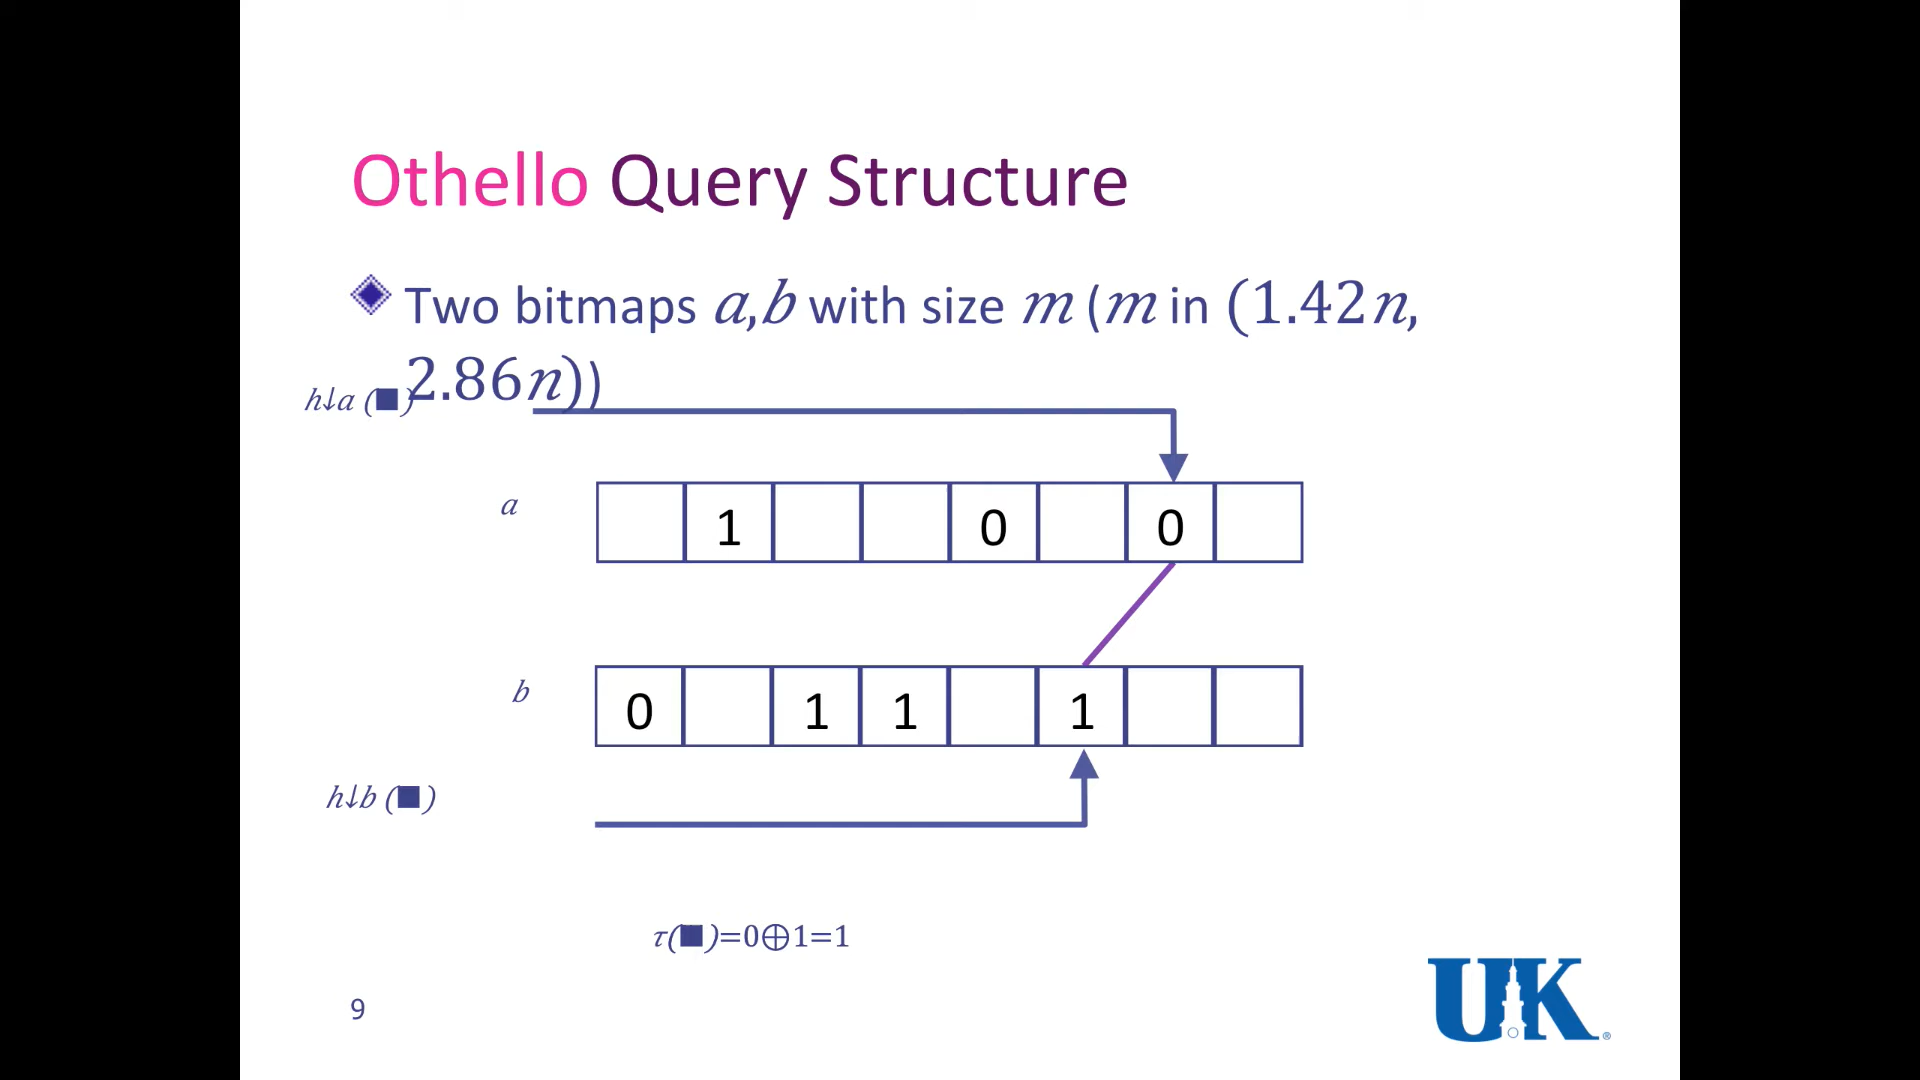 Othello Query Structure
Two bitmaps a,b with size m (m in (1.42n,
2.86n))
h↓a (■)
a
1 0 0
b
0 1 1 1
h↓b (■)
τ(■)=0⊕1=1
9
UK®